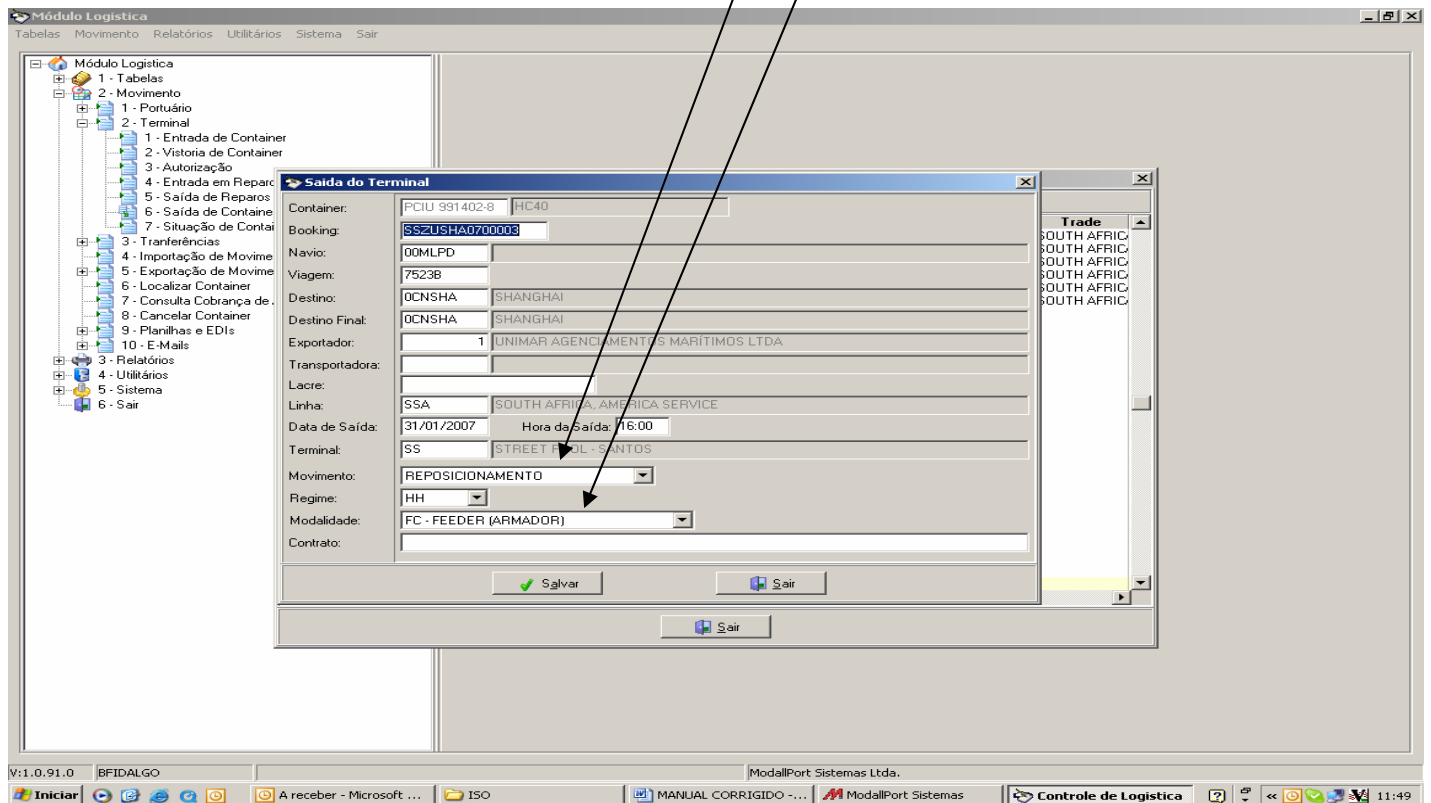 Módulo Logistica
Tabelas Movimento Relatórios Utilitários Sistema Sair
Módulo Logistica
1 - Tabelas
2 - Movimento
1 - Portuário
2 - Terminal
1 - Entrada de Container
2 - Vistoria de Container
3 - Autorização
4 - Entrada em Reparo
5 - Saída de Reparos
6 - Saída de Containe
7 - Situação de Contai
3 - Tranferências
4 - Importação de Movime
5 - Exportação de Movime
6 - Localizar Container
7 - Consulta Cobrança de.
8 - Cancelar Container
9 - Planilhas e EDIs
10 - E-Mails
3 - Relatórios
4 - Utilitários
5 - Sistema
6 - Sair
Saida do Terminal
Container: PCIU 991402-8 HC40
Booking: SSZUSHA0700003
Navio: 00MLPD
Viagem: 7523B
Destino: 0CNSHA SHANGHAI
Destino Final: 0CNSHA SHANGHAI
Exportador: 1 UNIMAR AGENCIAMENTOS MARÍTIMOS LTDA
Transportadora:
Lacre:
Linha: SSA SOUTH AFRICA, AMERICA SERVICE
Data de Saída: 31/01/2007 Hora da Saída: 16:00
Terminal: SS STREET POOL - SANTOS
Movimento: REPOSICIONAMENTO
Regime: HH
Modalidade: FC - FEEDER (ARMADOR)
Contrato:
Salvar Sair
Trade
SOUTH AFRIC
SOUTH AFRIC
SOUTH AFRIC
SOUTH AFRIC
SOUTH AFRIC
SOUTH AFRIC
Sair
V:1.0.91.0 BFIDALGO ModallPort Sistemas Ltda.
Iniciar A receber - Microsoft ... ISO MANUAL CORRIGIDO -... ModallPort Sistemas Controle de Logistica 11:49